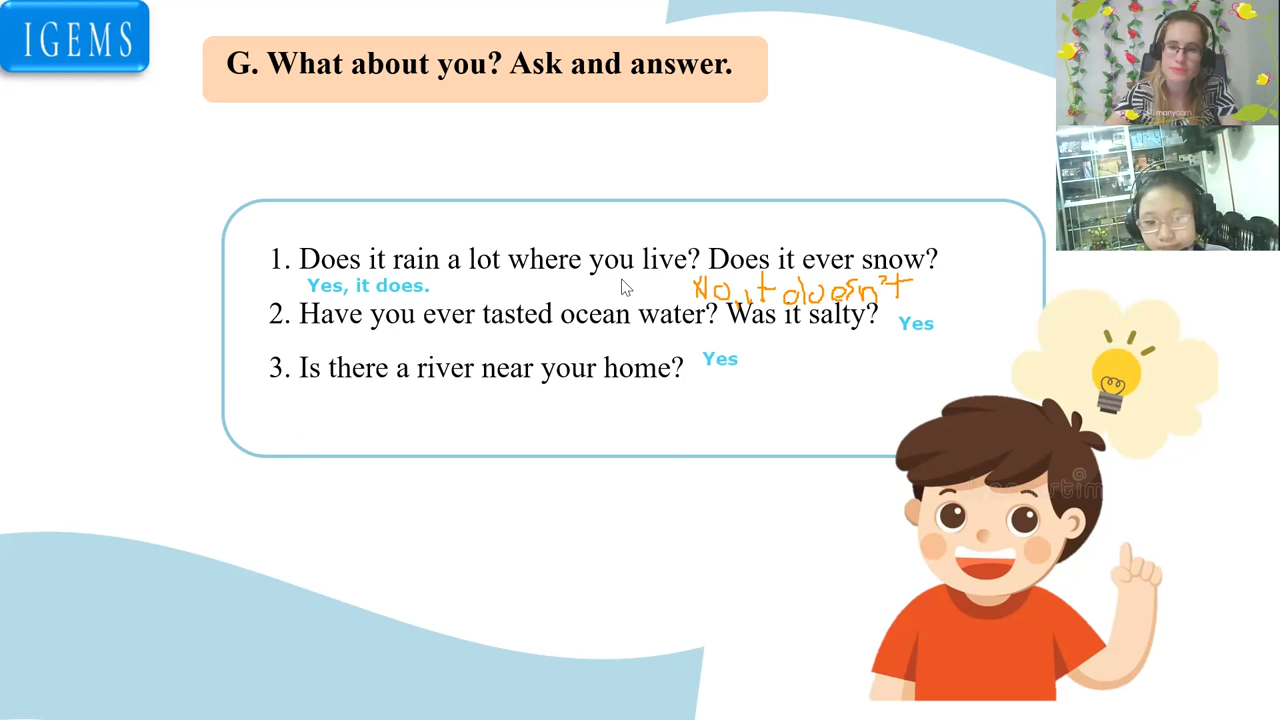 IGEMS
G. What about you? Ask and answer.
manycam
1. Does it rain a lot where you live? Does it ever snow?
Yes, it does.
No, it doesn't
2. Have you ever tasted ocean water? Was it salty?
Yes
3. Is there a river near your home?
Yes